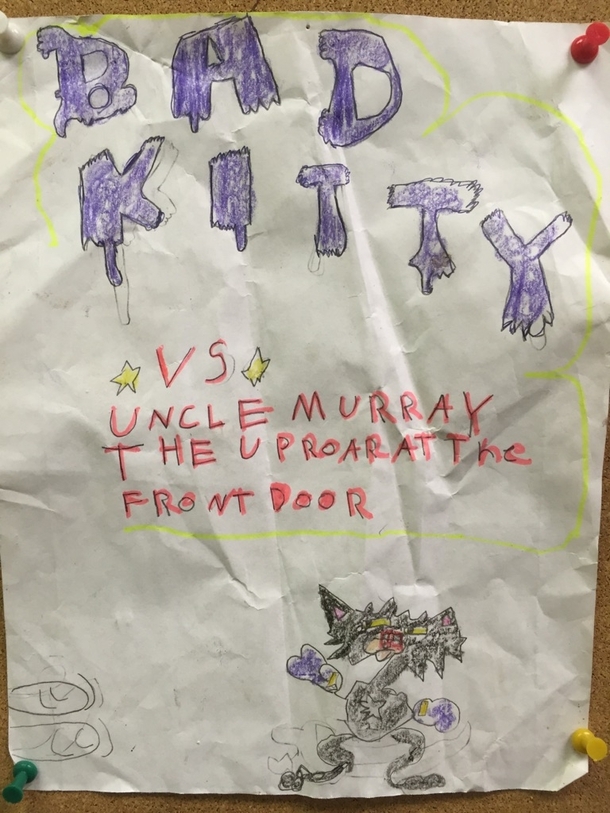 BAD
KITTY
VS
UNCLE MURRAY
THE UPROAR AT The
FRONT DOOR